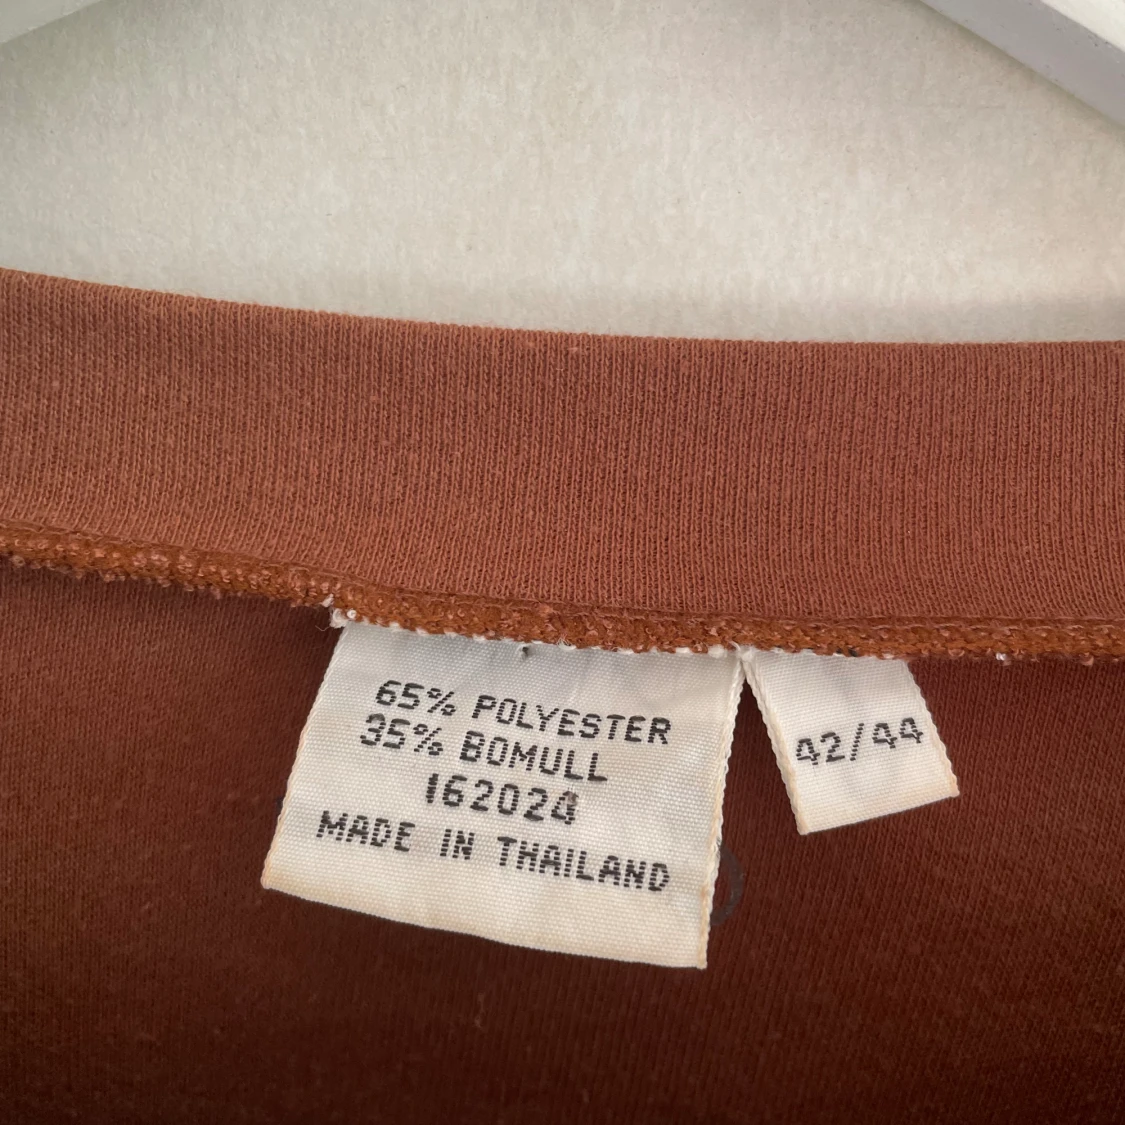 65% POLYESTER
35% BOMULL
162024
MADE IN THAILAND
42/44